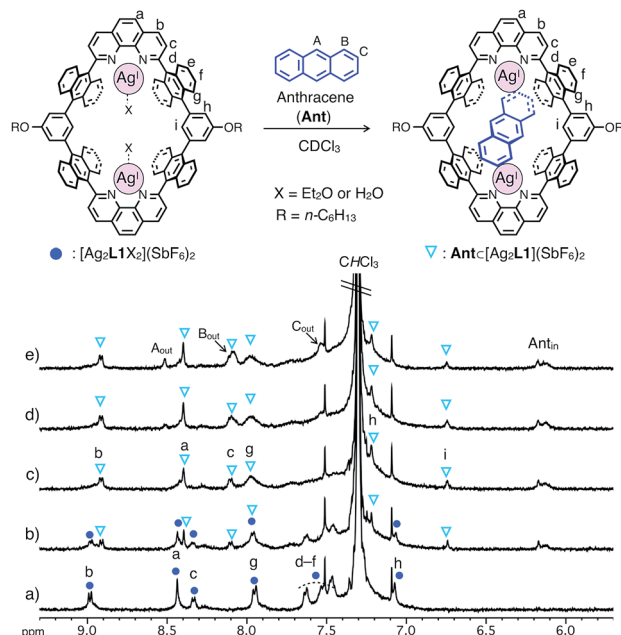 a
b
c
d
e
f
g
h
i
N
N
Ag^I
X
RO
OR
X
Ag^I
N
N
A
B
C
Anthracene
(Ant)
CDCl3
X = Et2O or H2O
R = n-C6H13
a
b
c
d
e
f
g
h
i
N
N
Ag^I
RO
OR
Ag^I
N
N
: [Ag2L1X2](SbF6)2
: Ant⊂[Ag2L1](SbF6)2
CHCl3
Aout
Bout
Cout
Antin
e)
d)
h
b
a
c
g
i
c)
b)
b
a
c
g
d–f
h
a)
ppm
9.0
8.5
8.0
7.5
7.0
6.5
6.0